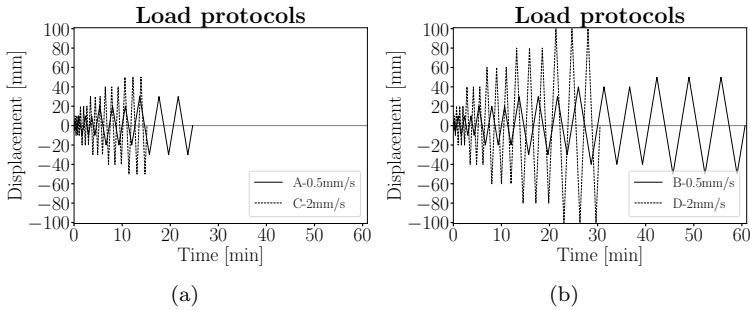 Load protocols
Displacement [mm]
100
80
60
40
20
0
−20
−40
−60
−80
−100
0 10 20 30 40 50 60
Time [min]
A-0.5mm/s
C-2mm/s
(a)
Load protocols
Displacement [mm]
100
80
60
40
20
0
−20
−40
−60
−80
−100
0 10 20 30 40 50 60
Time [min]
B-0.5mm/s
D-2mm/s
(b)